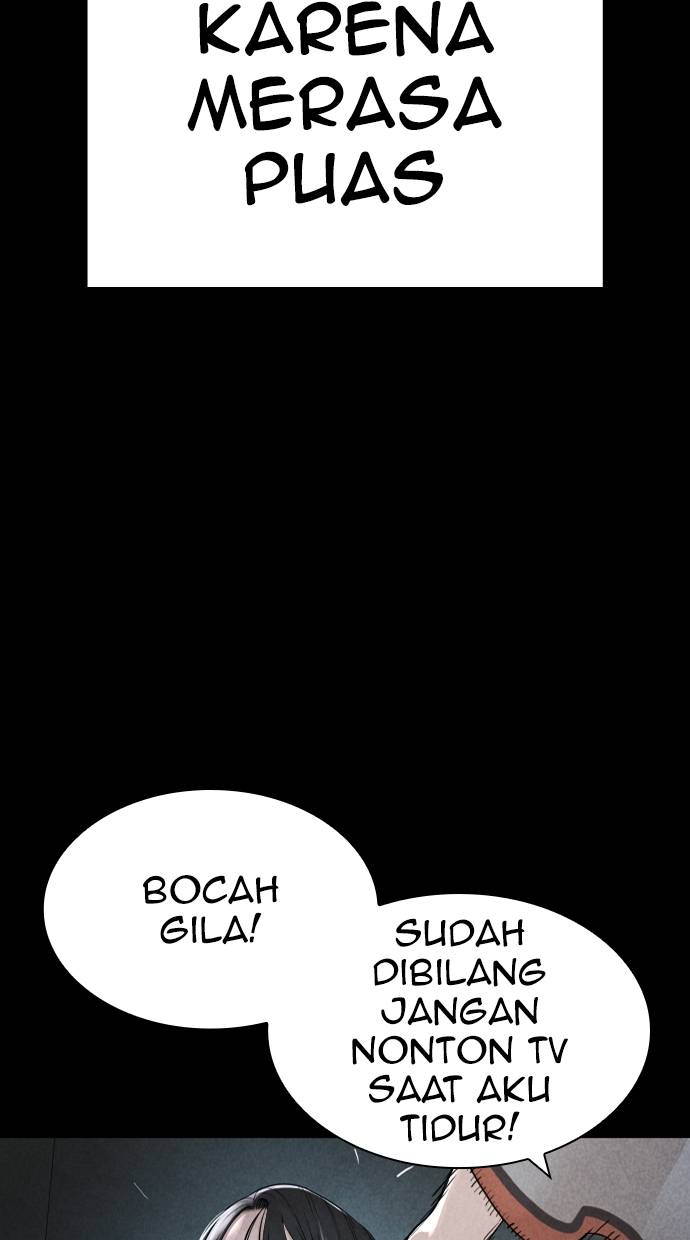 KARENA
MERASA
PUAS
BOCAH
GILA!
SUDAH
DIBILANG
JANGAN
NONTON TV
SAAT AKU
TIDUR!